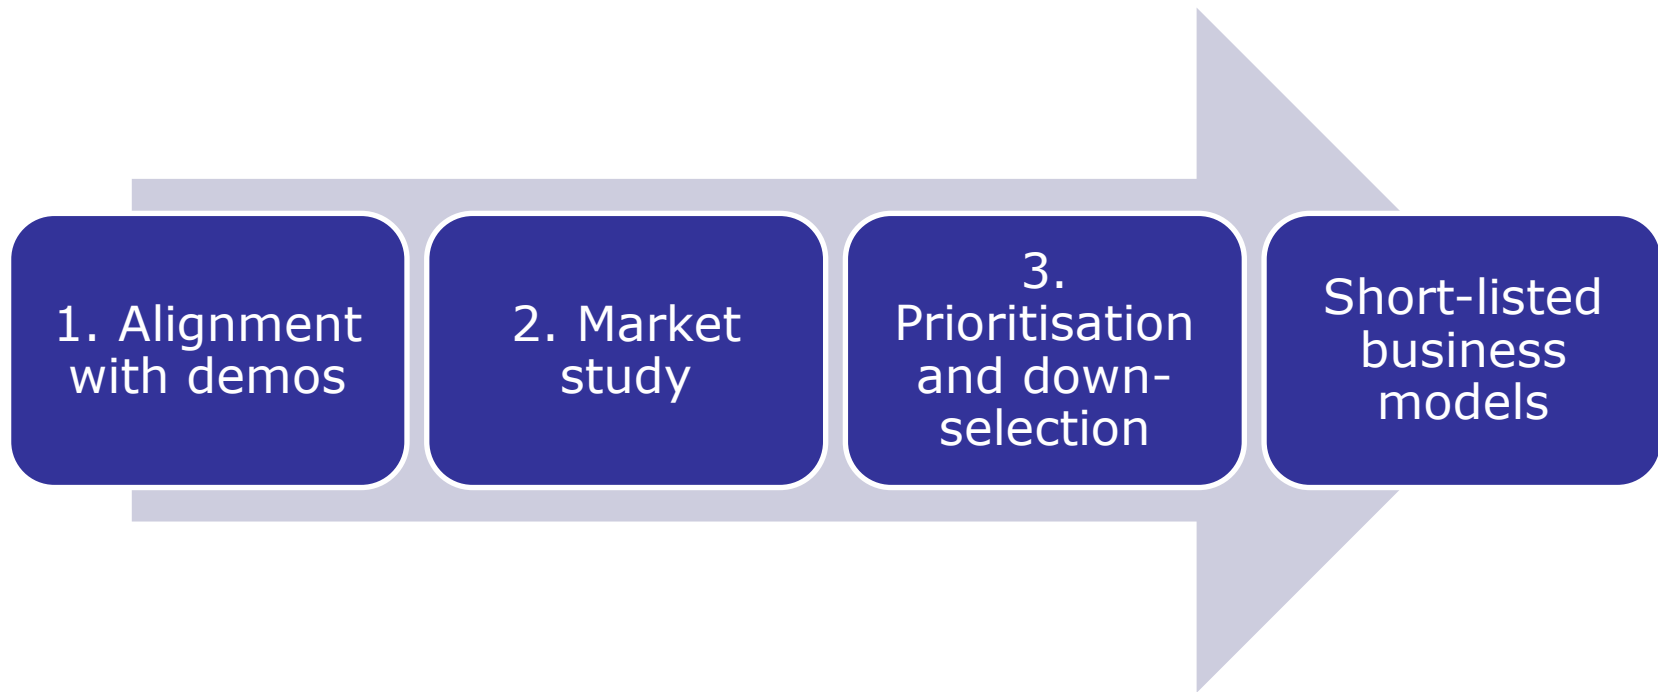 1. Alignment
with demos
2. Market
study
3.
Prioritisation
and down-
selection
Short-listed
business
models